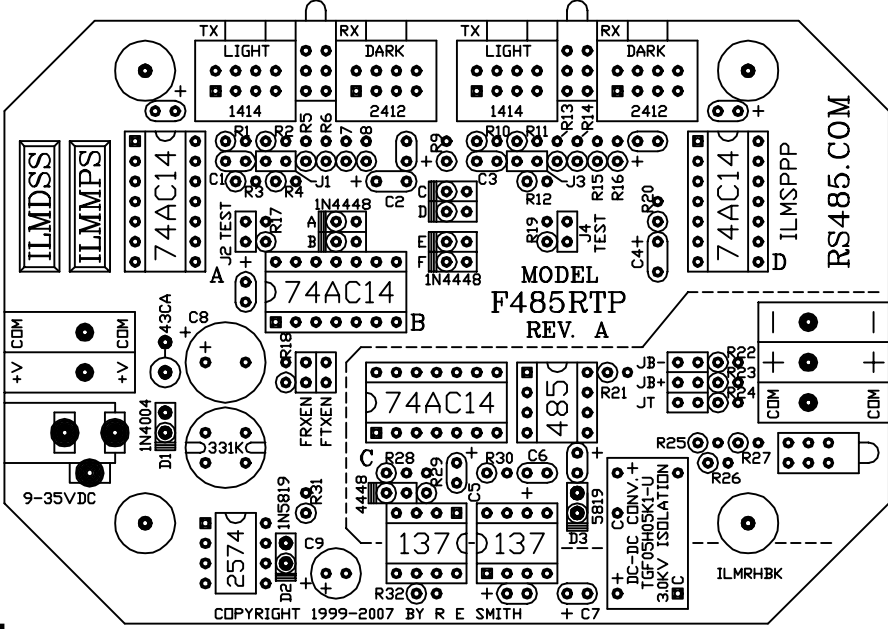 TX RX TX RX
LIGHT DARK LIGHT DARK
1414 2412 1414 2412
R5 R6 7 8
R13 R14
+ +
R1 R2 R9 R10 R11
C1 R3 R4 J1 + C2
+ C3 R12 J3 R15 R16 +
ILMDSS
ILMMPS
74AC14
A
J2 TEST
R17
1N4448
A
B
C
D
E
F
1N4448
R19
J4 TEST
R20
C4+
74AC14
D
ILMSPPP
RS485.COM
+
74AC14
B
MODEL
F485RTP
REV. A
COM
+V
43CA
+ C8
+
R18
FRXEN
FTXEN
74AC14
C
485
R21
JB- R22
JB+ R23
JT R24
COM
− + COM
9-35VDC
1N4004
D1
331K
R25 R26 R27
R28 R29 R30 C6
4448
+ C5
+
+
5819
D3
DC-DC CONV.+
TGF05H05K1-U
3.0KV ISOLATION
+ C
+ C
R31
2574
1N5819
D2
C9
+
137 137
R32 + + C7
ILMRHBK
COPYRIGHT 1999-2007 BY R E SMITH